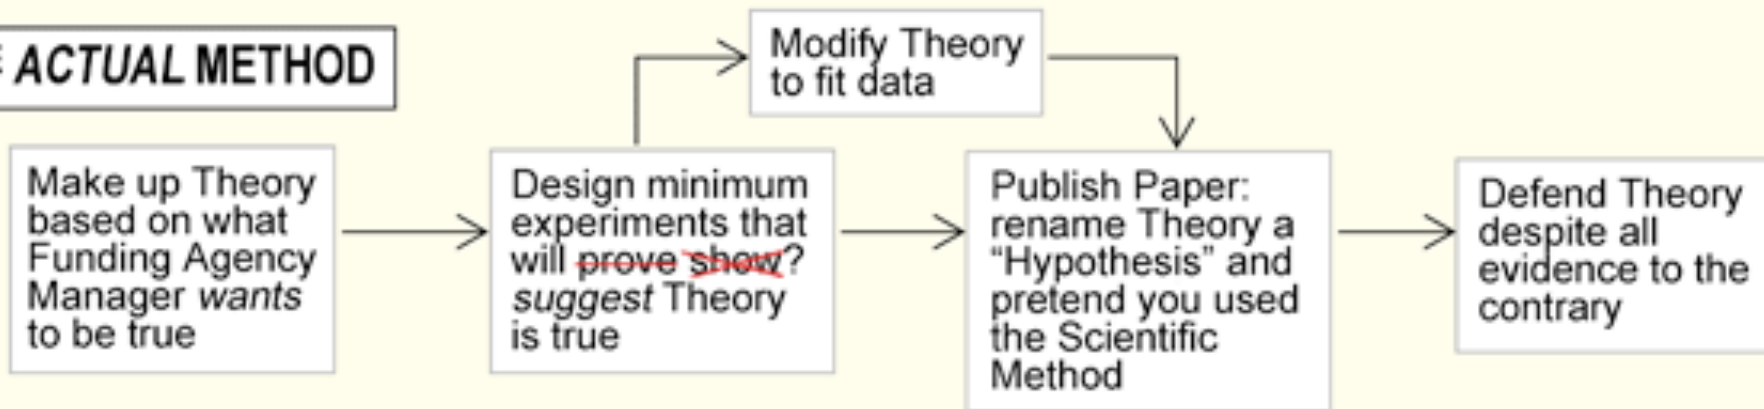 ACTUAL METHOD
Modify Theory
to fit data
Make up Theory
based on what
Funding Agency
Manager wants
to be true
Design minimum
experiments that
will prove show?
suggest Theory
is true
Publish Paper:
rename Theory a
“Hypothesis” and
pretend you used
the Scientific
Method
Defend Theory
despite all
evidence to the
contrary